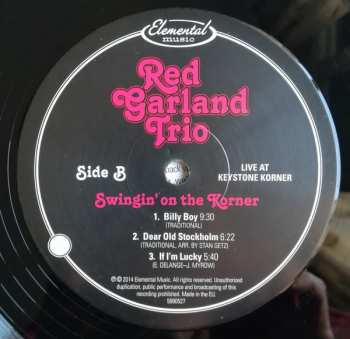 Elemental
music
Red
Garland
Trio
Side B
LIVE AT
KEYSTONE KORNER
Swingin' on the Korner
1. Billy Boy 9:30
(TRADITIONAL)
2. Dear Old Stockholm 6:22
(TRADITIONAL, ARR. BY STAN GETZ)
3. If I'm Lucky 5:40
(E. DELANGE–J. MYROW)
℗ © 2014 Elemental Music. All rights reserved. Unauthorized
duplication, public performance and broadcasting of this
recording prohibited. Made in the EU.
5990527